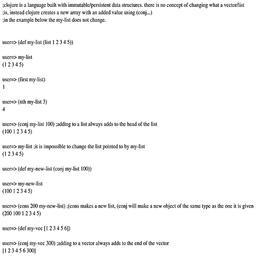 ;clojure is a language built with immutable/persistent data structures. there is no concept of changing what a vector/list
;is, instead clojure creates a new array with an added value using (conj...)
;in the example below the my-list does not change.
user=> (def my-list (list 1 2 3 4 5))
user=> my-list
(1 2 3 4 5)
user=> (first my-list)
1
user=> (nth my-list 3)
4
user=> (conj my-list 100) ;adding to a list always adds to the head of the list
(100 1 2 3 4 5)
user=> my-list ;it is impossible to change the list pointed to by my-list
(1 2 3 4 5)
user=> (def my-new-list (conj my-list 100))
user=> my-new-list
(100 1 2 3 4 5)
user=> (cons 200 my-new-list) ;(cons makes a new list, (conj will make a new object of the same type as the one it is given
(200 100 1 2 3 4 5)
user=> (def my-vec [1 2 3 4 5 6])
user=> (conj my-vec 300) ;adding to a vector always adds to the end of the vector
[1 2 3 4 5 6 300]